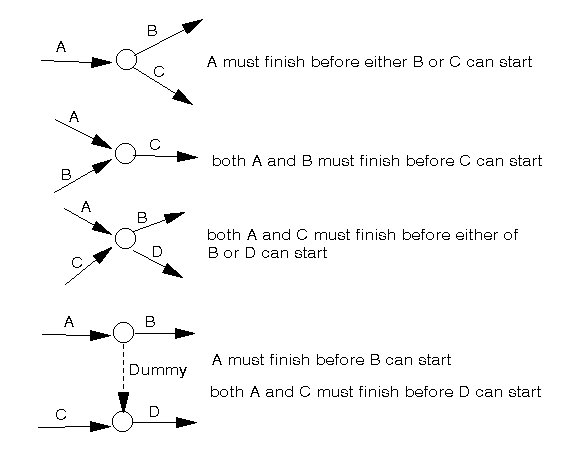 B
A
A must finish before either B or C can start
C
A
C
both A and B must finish before C can start
B
A
B
both A and C must finish before either of
D
B or D can start
C
A
B
A must finish before B can start
Dummy
both A and C must finish before D can start
C
D